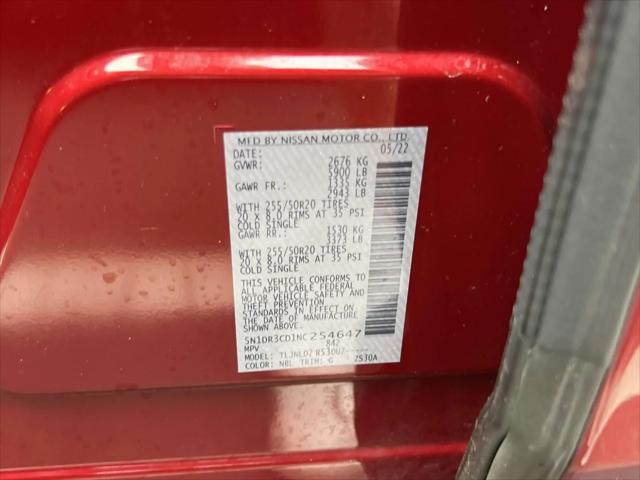 MFD BY NISSAN MOTOR CO., LTD.
DATE: 05/22
GVWR: 2676 KG
5900 LB
GAWR FR.: 1335 KG
2943 LB
WITH 255/50R20 TIRES
20 X 8.0 RIMS AT 35 PSI
COLD SINGLE
GAWR RR.: 1530 KG
3373 LB
WITH 255/50R20 TIRES
20 X 8.0 RIMS AT 35 PSI
COLD SINGLE
THIS VEHICLE CONFORMS TO
ALL APPLICABLE FEDERAL
MOTOR VEHICLE SAFETY AND
THEFT PREVENTION
STANDARDS IN EFFECT ON
THE DATE OF MANUFACTURE
SHOWN ABOVE.
5N1DR3CD1NC254647
MPV 842
MODEL: TLJNLDZ R530U7-----
COLOR: NBL TRIM: G ZS30A